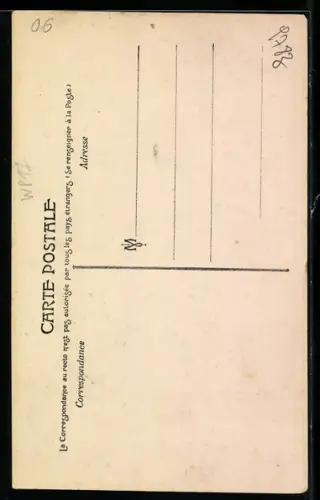 06
CARTE POSTALE
La Correspondance au recto n'est pas autorisée par tous les pays étrangers (Se renseigner à la Poste)
Correspondance
Adresse
M